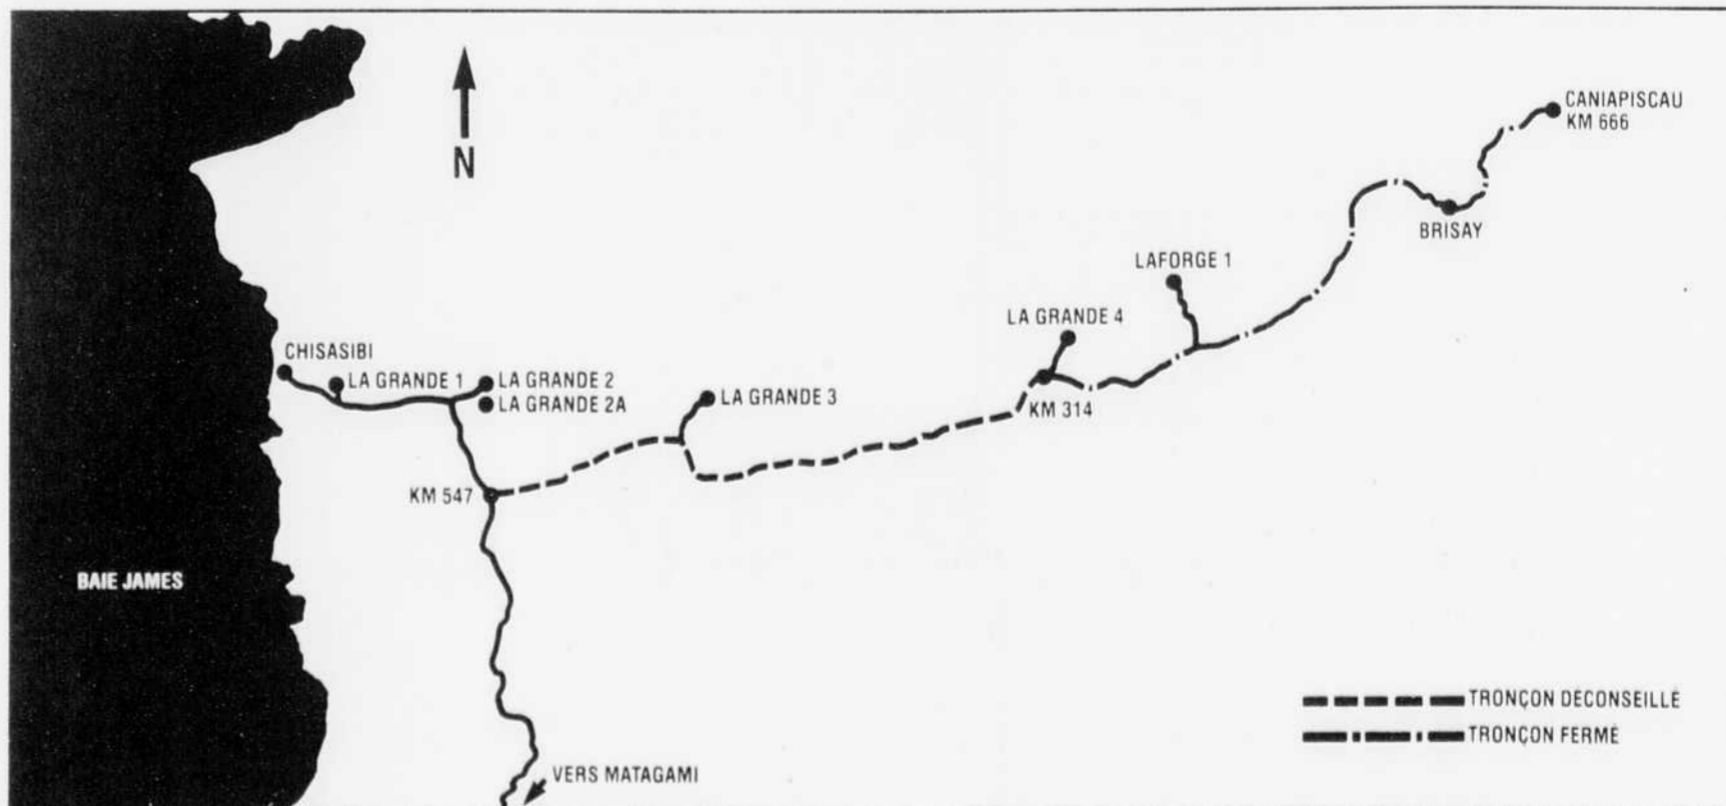 N
CANIAPISCAU
KM 666
BRISAY
LAFORGE 1
LA GRANDE 4
CHISASIBI
LA GRANDE 1
LA GRANDE 2
LA GRANDE 2A
LA GRANDE 3
KM 314
KM 547
BAIE JAMES
TRONÇON DÉCONSEILLÉ
TRONÇON FERMÉ
VERS MATAGAMI